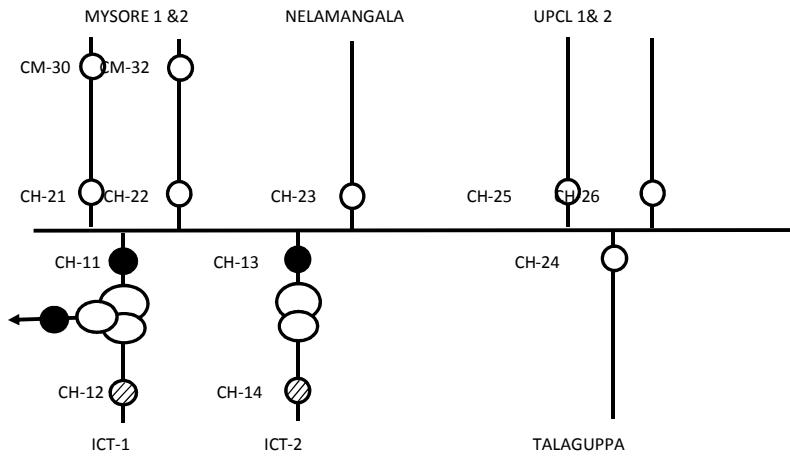 MYSORE 1 &2
NELAMANGALA
UPCL 1& 2
CM-30
CM-32
CH-21
CH-22
CH-23
CH-25
CH-26
CH-11
CH-13
CH-24
CH-12
CH-14
ICT-1
ICT-2
TALAGUPPA